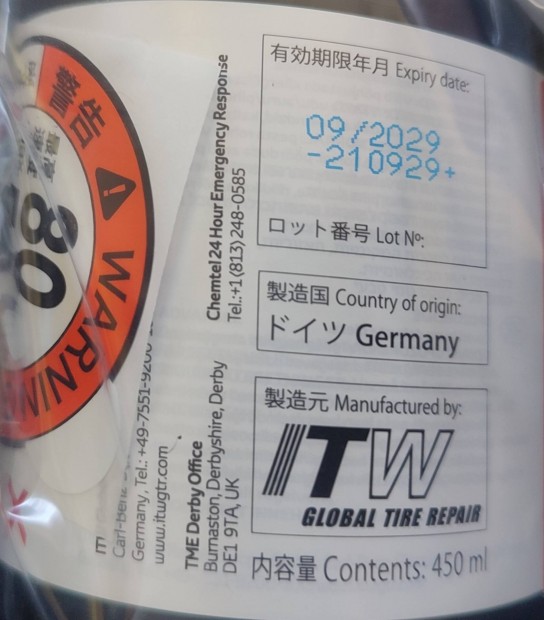 警告 WARNING
80
有効期限年月 Expiry date:
09/2029
-210929+
ロット番号 Lot Nº:
製造国 Country of origin:
ドイツ Germany
製造元 Manufactured by:
ITW
GLOBAL TIRE REPAIR
内容量 Contents: 450 ml
Chemtel 24 Hour Emergency Response
Tel.:+1 (813) 248-0585
TME Derby Office
Burnaston, Derbyshire, Derby
DE1 9TA, UK
Germany, Tel.: +49-7551-9200
www.itwgtr.com